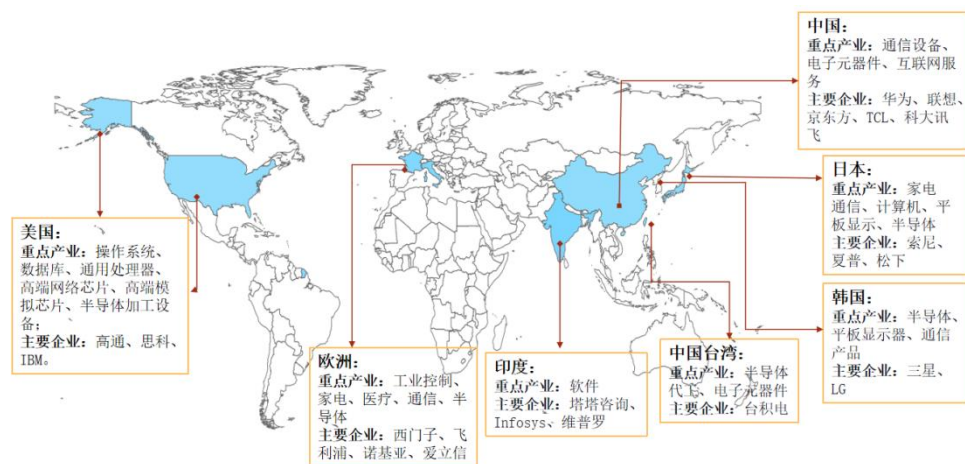 中国：
重点产业：通信设备、
电子元器件、互联网服
务
主要企业：华为、联想、
京东方、TCL、科大讯
飞
日本：
重点产业：家电
通信、计算机、平
板显示、半导体
主要企业：索尼、
夏普、松下
韩国：
重点产业：半导体、
平板显示器、通信
产品
主要企业：三星、
LG
美国：
重点产业：操作系统、
数据库、通用处理器、
高端网络芯片、高端模
拟芯片、半导体加工设
备；
主要企业：高通、思科、
IBM。
欧洲：
重点产业：工业控制、
家电、医疗、通信、半
导体
主要企业：西门子、飞
利浦、诺基亚、爱立信
印度：
重点产业：软件
主要企业：塔塔咨询、
Infosys、维普罗
中国台湾：
重点产业：半导体
代工、电子元器件
主要企业：台积电